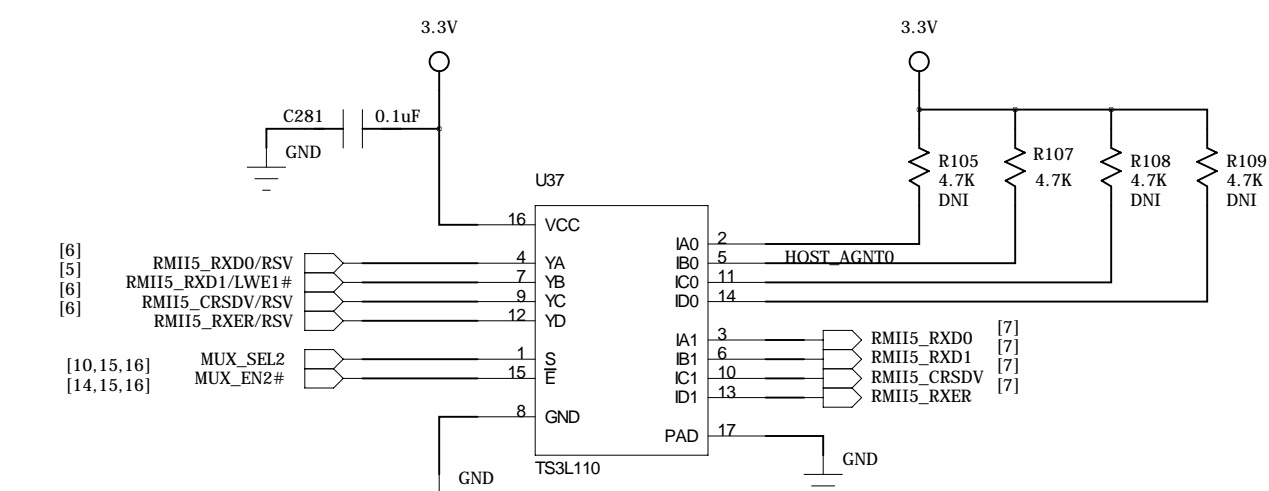 3.3V
3.3V
C281
0.1uF
GND
R105
4.7K
DNI
R107
4.7K
R108
4.7K
DNI
R109
4.7K
DNI
U37
16 VCC
IA0 2
[6] RMII5_RXD0/RSV 4 YA
IB0 5 HOST_AGNT0
[5] RMII5_RXD1/LWE1# 7 YB
IC0 11
[6] RMII5_CRSDV/RSV 9 YC
ID0 14
[6] RMII5_RXER/RSV 12 YD
IA1 3 RMII5_RXD0 [7]
[10,15,16] MUX_SEL2 1 S
IB1 6 RMII5_RXD1 [7]
[14,15,16] MUX_EN2# 15 E
IC1 10 RMII5_CRSDV [7]
ID1 13 RMII5_RXER [7]
8 GND
PAD 17
GND
TS3L110
GND